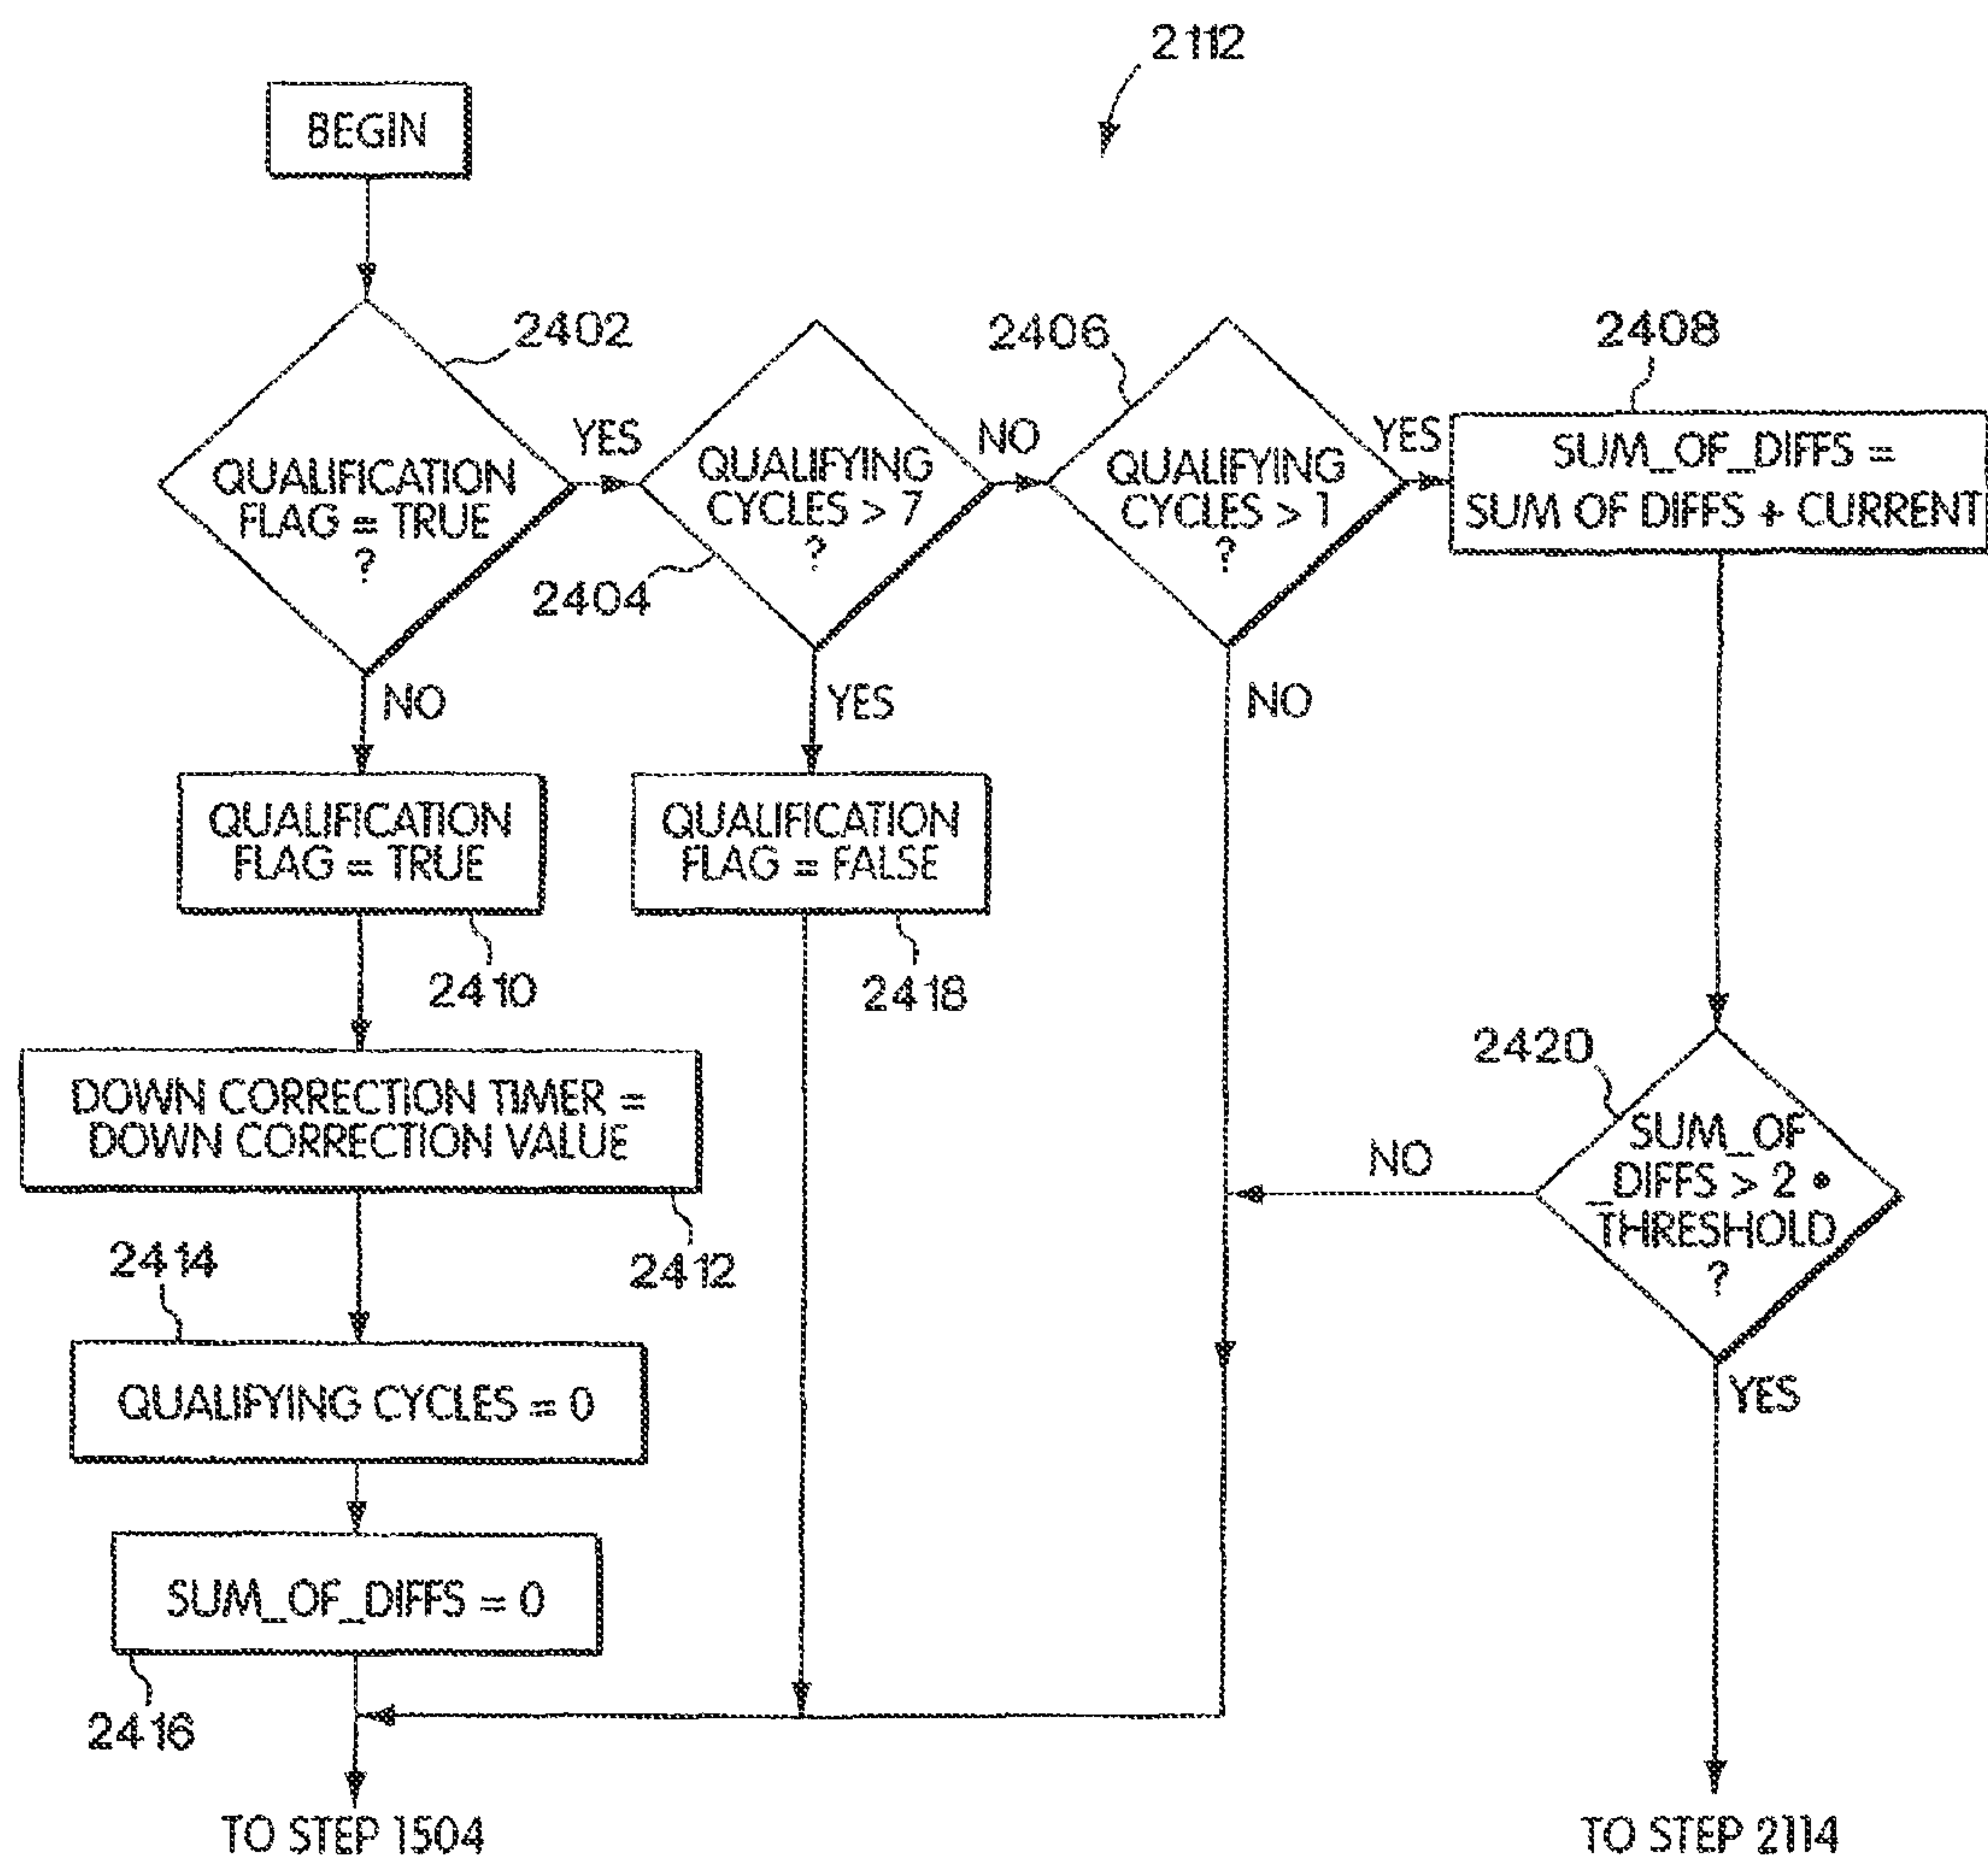 2112
BEGIN
2402
QUALIFICATION
FLAG = TRUE
?
YES
NO
2404
QUALIFYING
CYCLES > 7
?
NO
YES
2406
QUALIFYING
CYCLES > 1
?
YES
NO
2408
SUM_OF_DIFFS =
SUM OF DIFFS + CURRENT
QUALIFICATION
FLAG = TRUE
2410
QUALIFICATION
FLAG = FALSE
2418
DOWN CORRECTION TIMER =
DOWN CORRECTION VALUE
2412
2420
SUM_OF
_DIFFS > 2 •
THRESHOLD
?
NO
YES
2414
QUALIFYING CYCLES = 0
SUM_OF_DIFFS = 0
2416
TO STEP 1504
TO STEP 2114